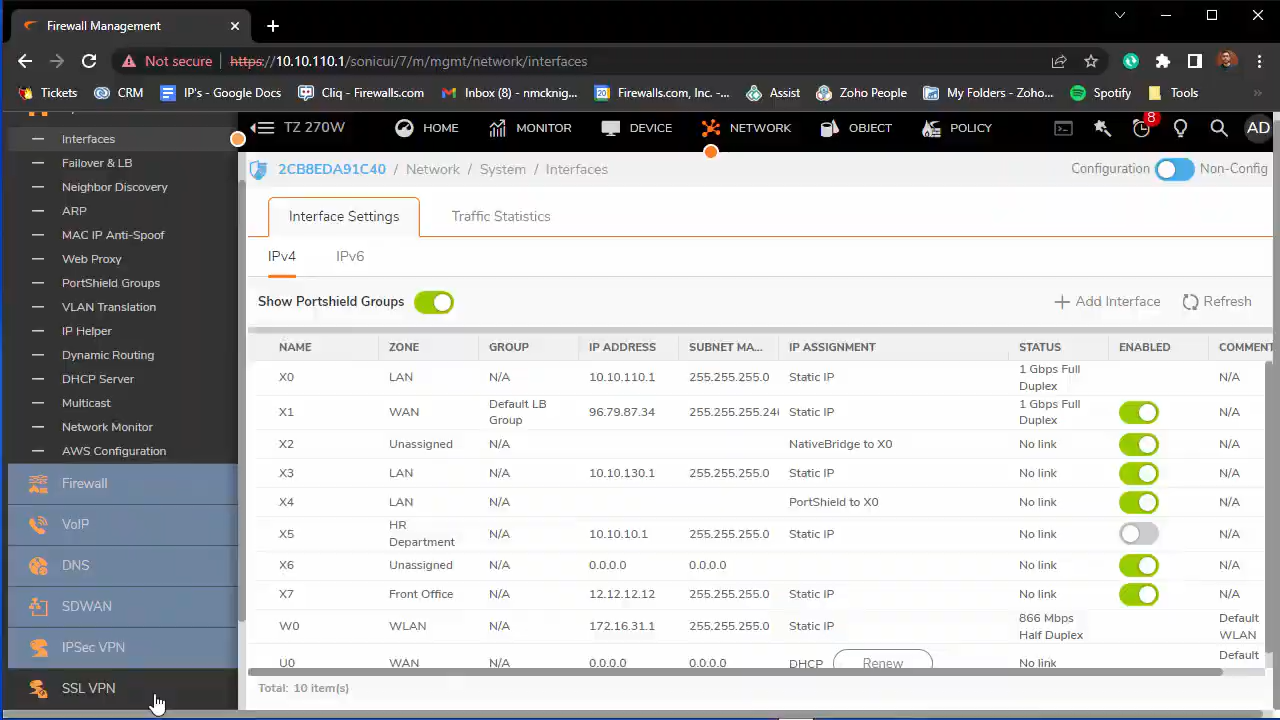 Firewall Management
Not secure https://10.10.110.1/sonicui/7/m/mgmt/network/interfaces
Tickets CRM IP's - Google Docs Cliq - Firewalls.com Inbox (8) - nmcknig... Firewalls.com, Inc. -... Assist Zoho People My Folders - Zoho... Spotify Tools »
Interfaces
Failover & LB
Neighbor Discovery
ARP
MAC IP Anti-Spoof
Web Proxy
PortShield Groups
VLAN Translation
IP Helper
Dynamic Routing
DHCP Server
Multicast
Network Monitor
AWS Configuration
Firewall
VoIP
DNS
SDWAN
IPSec VPN
SSL VPN
TZ 270W HOME MONITOR DEVICE NETWORK OBJECT POLICY 8 AD
2CB8EDA91C40 / Network / System / Interfaces Configuration Non-Config
Interface Settings Traffic Statistics
IPv4 IPv6
Show Portshield Groups Add Interface Refresh
NAME ZONE GROUP IP ADDRESS SUBNET MA... IP ASSIGNMENT STATUS ENABLED COMMENT
X0 LAN N/A 10.10.110.1 255.255.255.0 Static IP 1 Gbps Full Duplex N/A
X1 WAN Default LB Group 96.79.87.34 255.255.255.24 Static IP 1 Gbps Full Duplex N/A
X2 Unassigned N/A NativeBridge to X0 No link N/A
X3 LAN N/A 10.10.130.1 255.255.255.0 Static IP No link N/A
X4 LAN N/A PortShield to X0 No link N/A
X5 HR Department N/A 10.10.10.1 255.255.255.0 Static IP No link N/A
X6 Unassigned N/A 0.0.0.0 0.0.0.0 Static IP No link N/A
X7 Front Office N/A 12.12.12.12 255.255.255.0 Static IP No link N/A
W0 WLAN N/A 172.16.31.1 255.255.255.0 Static IP 866 Mbps Half Duplex Default WLAN
U0 WAN N/A 0.0.0.0 0.0.0.0 DHCP Renew No link Default
Total: 10 item(s)